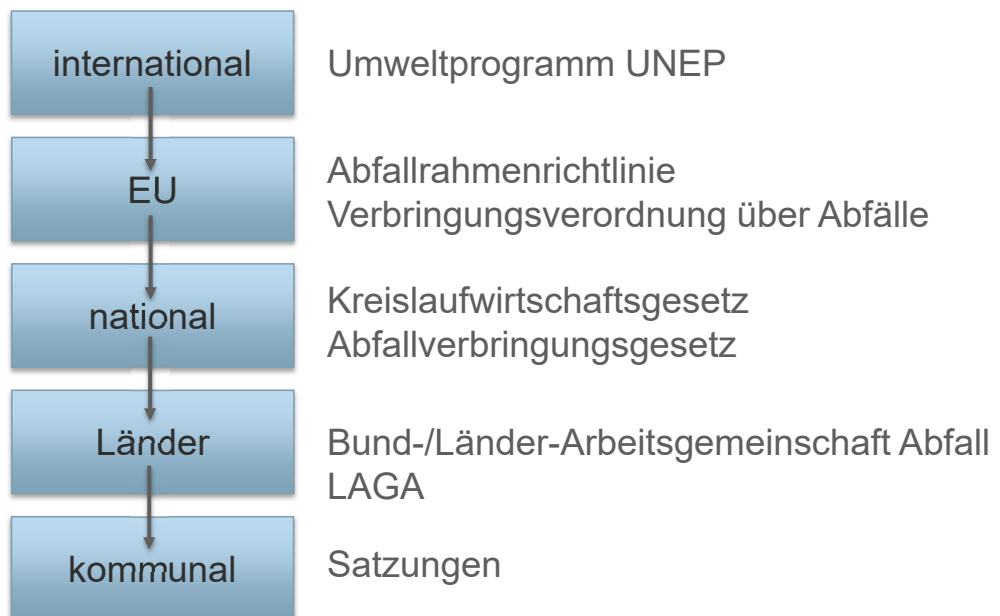 international
Umweltprogramm UNEP
EU
Abfallrahmenrichtlinie
Verbringungsverordnung über Abfälle
national
Kreislaufwirtschaftsgesetz
Abfallverbringungsgesetz
Länder
Bund-/Länder-Arbeitsgemeinschaft Abfall
LAGA
kommunal
Satzungen